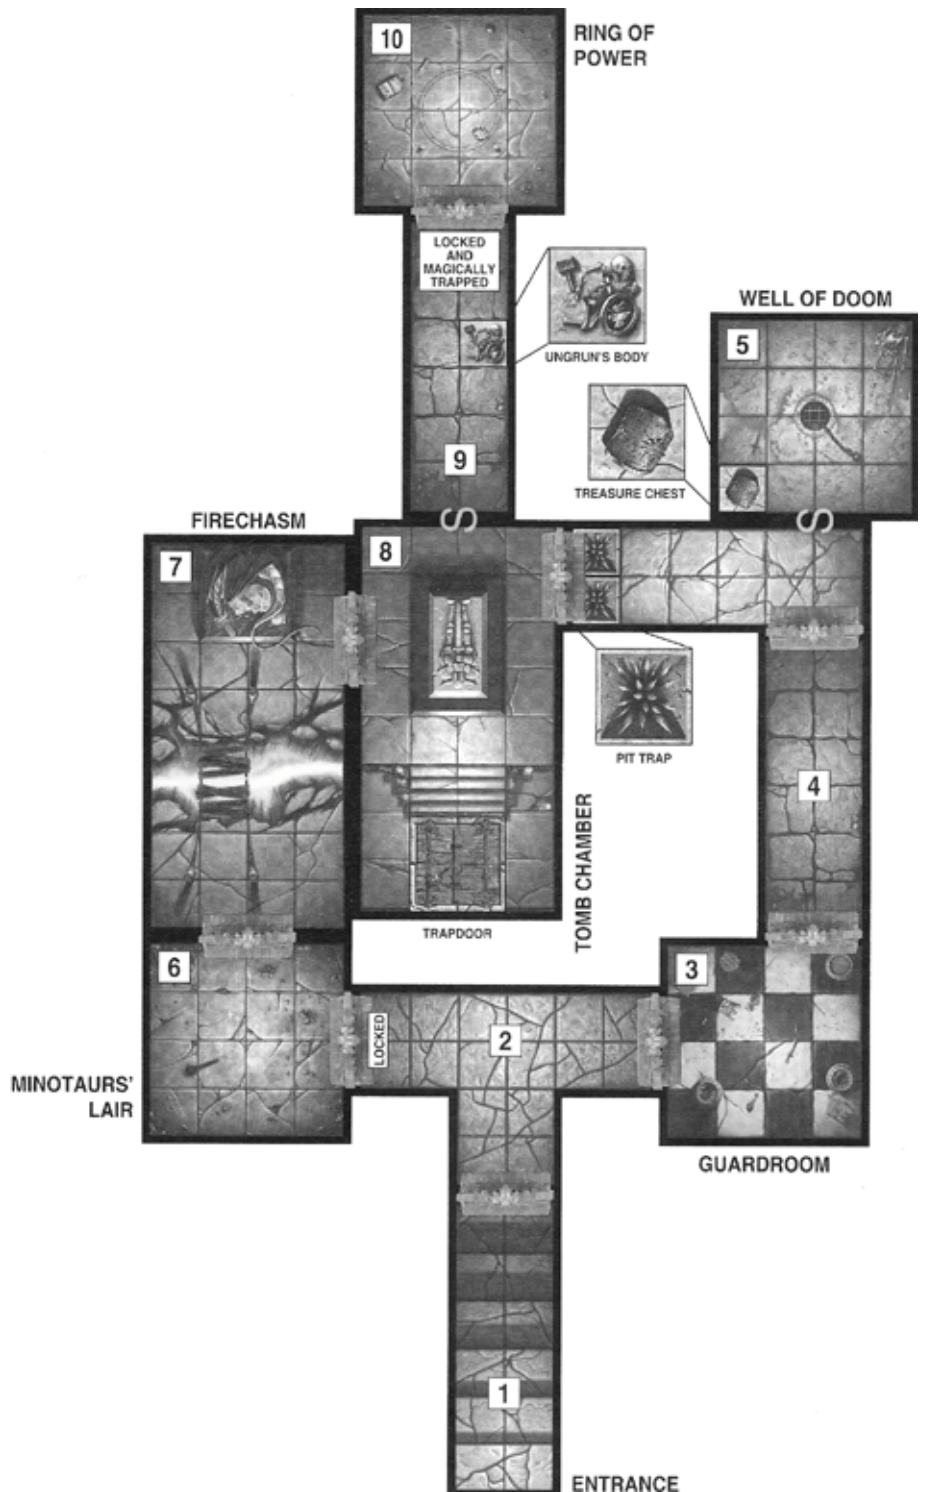 10
RING OF
POWER
LOCKED
AND
MAGICALLY
TRAPPED
UNGRUN'S BODY
WELL OF DOOM
5
9
TREASURE CHEST
S
S
FIRECHASM
7
8
PIT TRAP
4
TOMB CHAMBER
TRAPDOOR
6
3
LOCKED
2
MINOTAURS'
LAIR
GUARDROOM
1
ENTRANCE